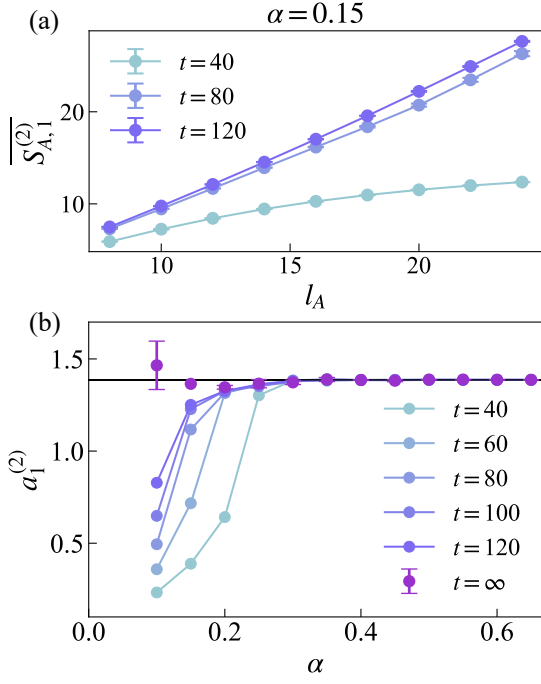 (a)
α = 0.15
t = 40
t = 80
t = 120
20
10
S_{A,1}^{(2)}
10 15 20
l_A
(b)
1.5
1.0
0.5
a_1^{(2)}
t = 40
t = 60
t = 80
t = 100
t = 120
t = ∞
0.0 0.2 0.4 0.6
α